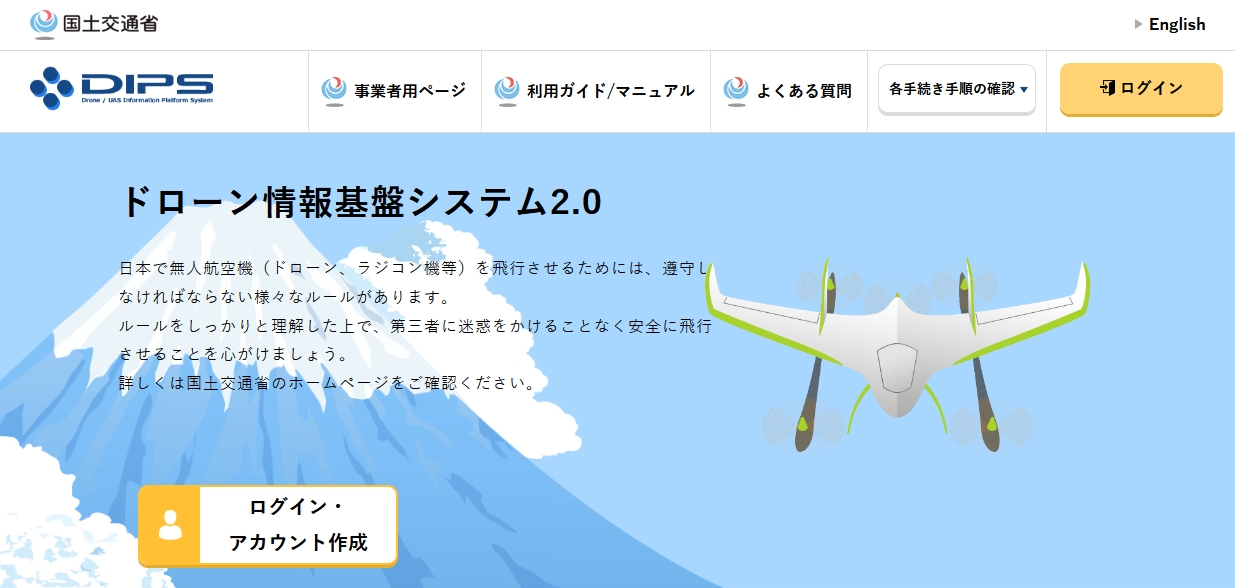 国土交通省
English
DIPS
Drone / UAS Information Platform System
事業者用ページ
利用ガイド/マニュアル
よくある質問
各手続き手順の確認
ログイン
ドローン情報基盤システム2.0
日本で無人航空機（ドローン、ラジコン機等）を飛行させるためには、遵守し
なければならない様々なルールがあります。
ルールをしっかりと理解した上で、第三者に迷惑をかけることなく安全に飛行
させることを心がけましょう。
詳しくは国土交通省のホームページをご確認ください。
ログイン・
アカウント作成